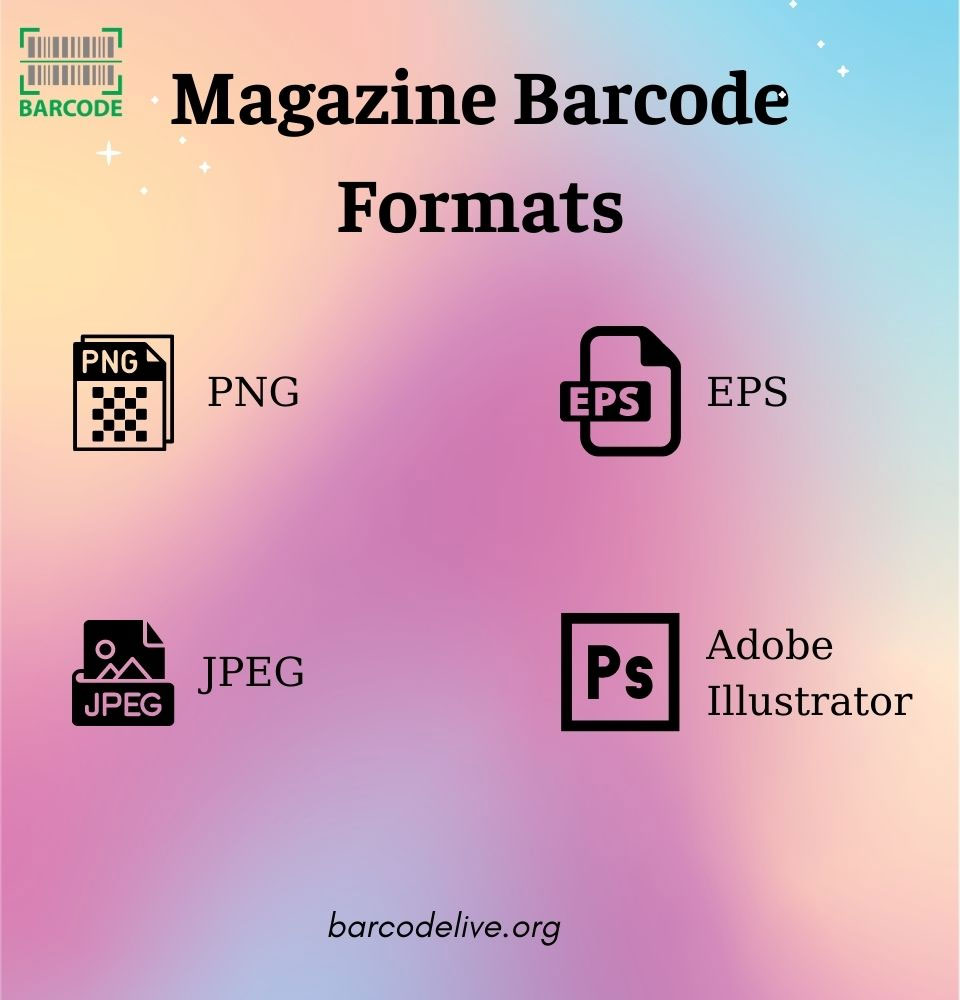 BARCODE
Magazine Barcode
Formats
PNG
PNG
EPS
EPS
JPEG
JPEG
Ps
Adobe
Illustrator
barcodelive.org